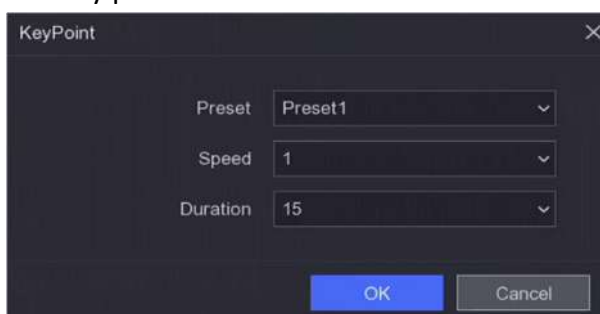 KeyPoint
Preset Preset1
Speed 1
Duration 15
OK Cancel